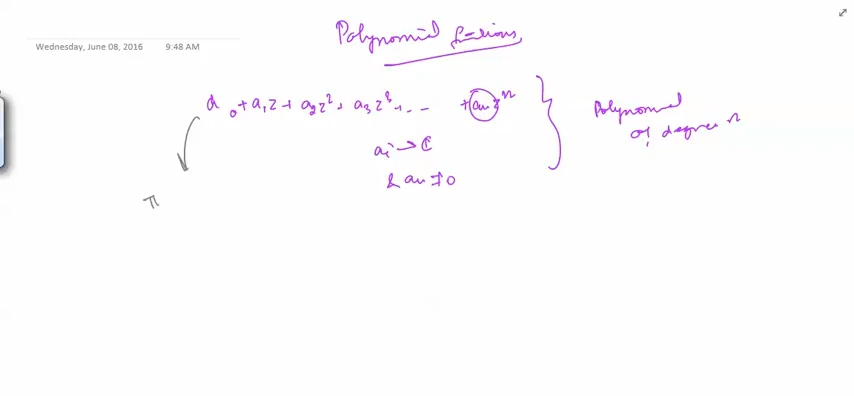 Polynomial functions
Wednesday, June 08, 2016 9:48 AM
a₀ + a₁z + a₂z² + a₃z³ + ... + aₙzⁿ
Polynomial
of degree n
aᵢ → ℂ
& aₙ ≠ 0
π